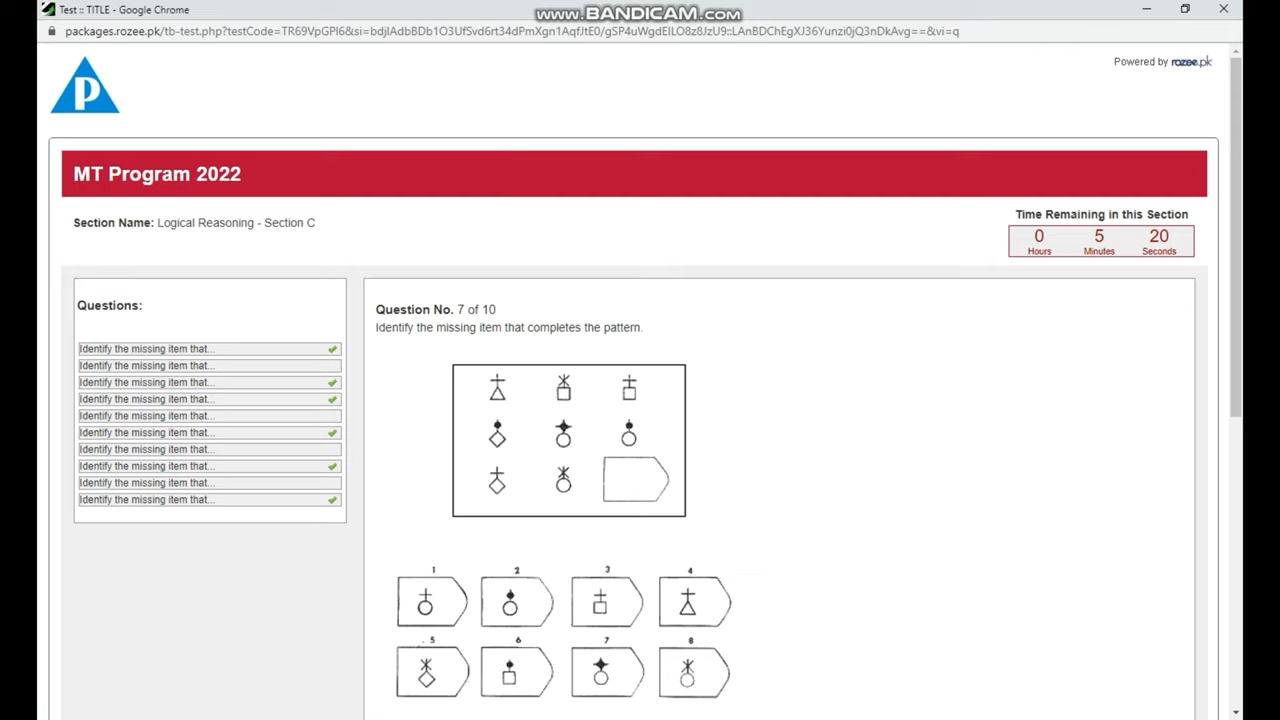 Test :: TITLE - Google Chrome
www.BANDICAM.com
packages.rozee.pk/tb-test.php?testCode=TR69VpGPI6&si=bdjIAdbBDb1O3UfSvd6rt34dPmXgn1AqfJtE0/gSP4uWgdEILO8z8JzU9::LAnBDChEgXJ36Yunzi0jQ3nDkAvg==&vi=q
Powered by rozee.pk
P
MT Program 2022
Section Name: Logical Reasoning - Section C
Time Remaining in this Section
0 5 20
Hours Minutes Seconds
Questions:
Identify the missing item that...
Identify the missing item that...
Identify the missing item that...
Identify the missing item that...
Identify the missing item that...
Identify the missing item that...
Identify the missing item that...
Identify the missing item that...
Identify the missing item that...
Identify the missing item that...
Question No. 7 of 10
Identify the missing item that completes the pattern.
1 2 3 4
5 6 7 8